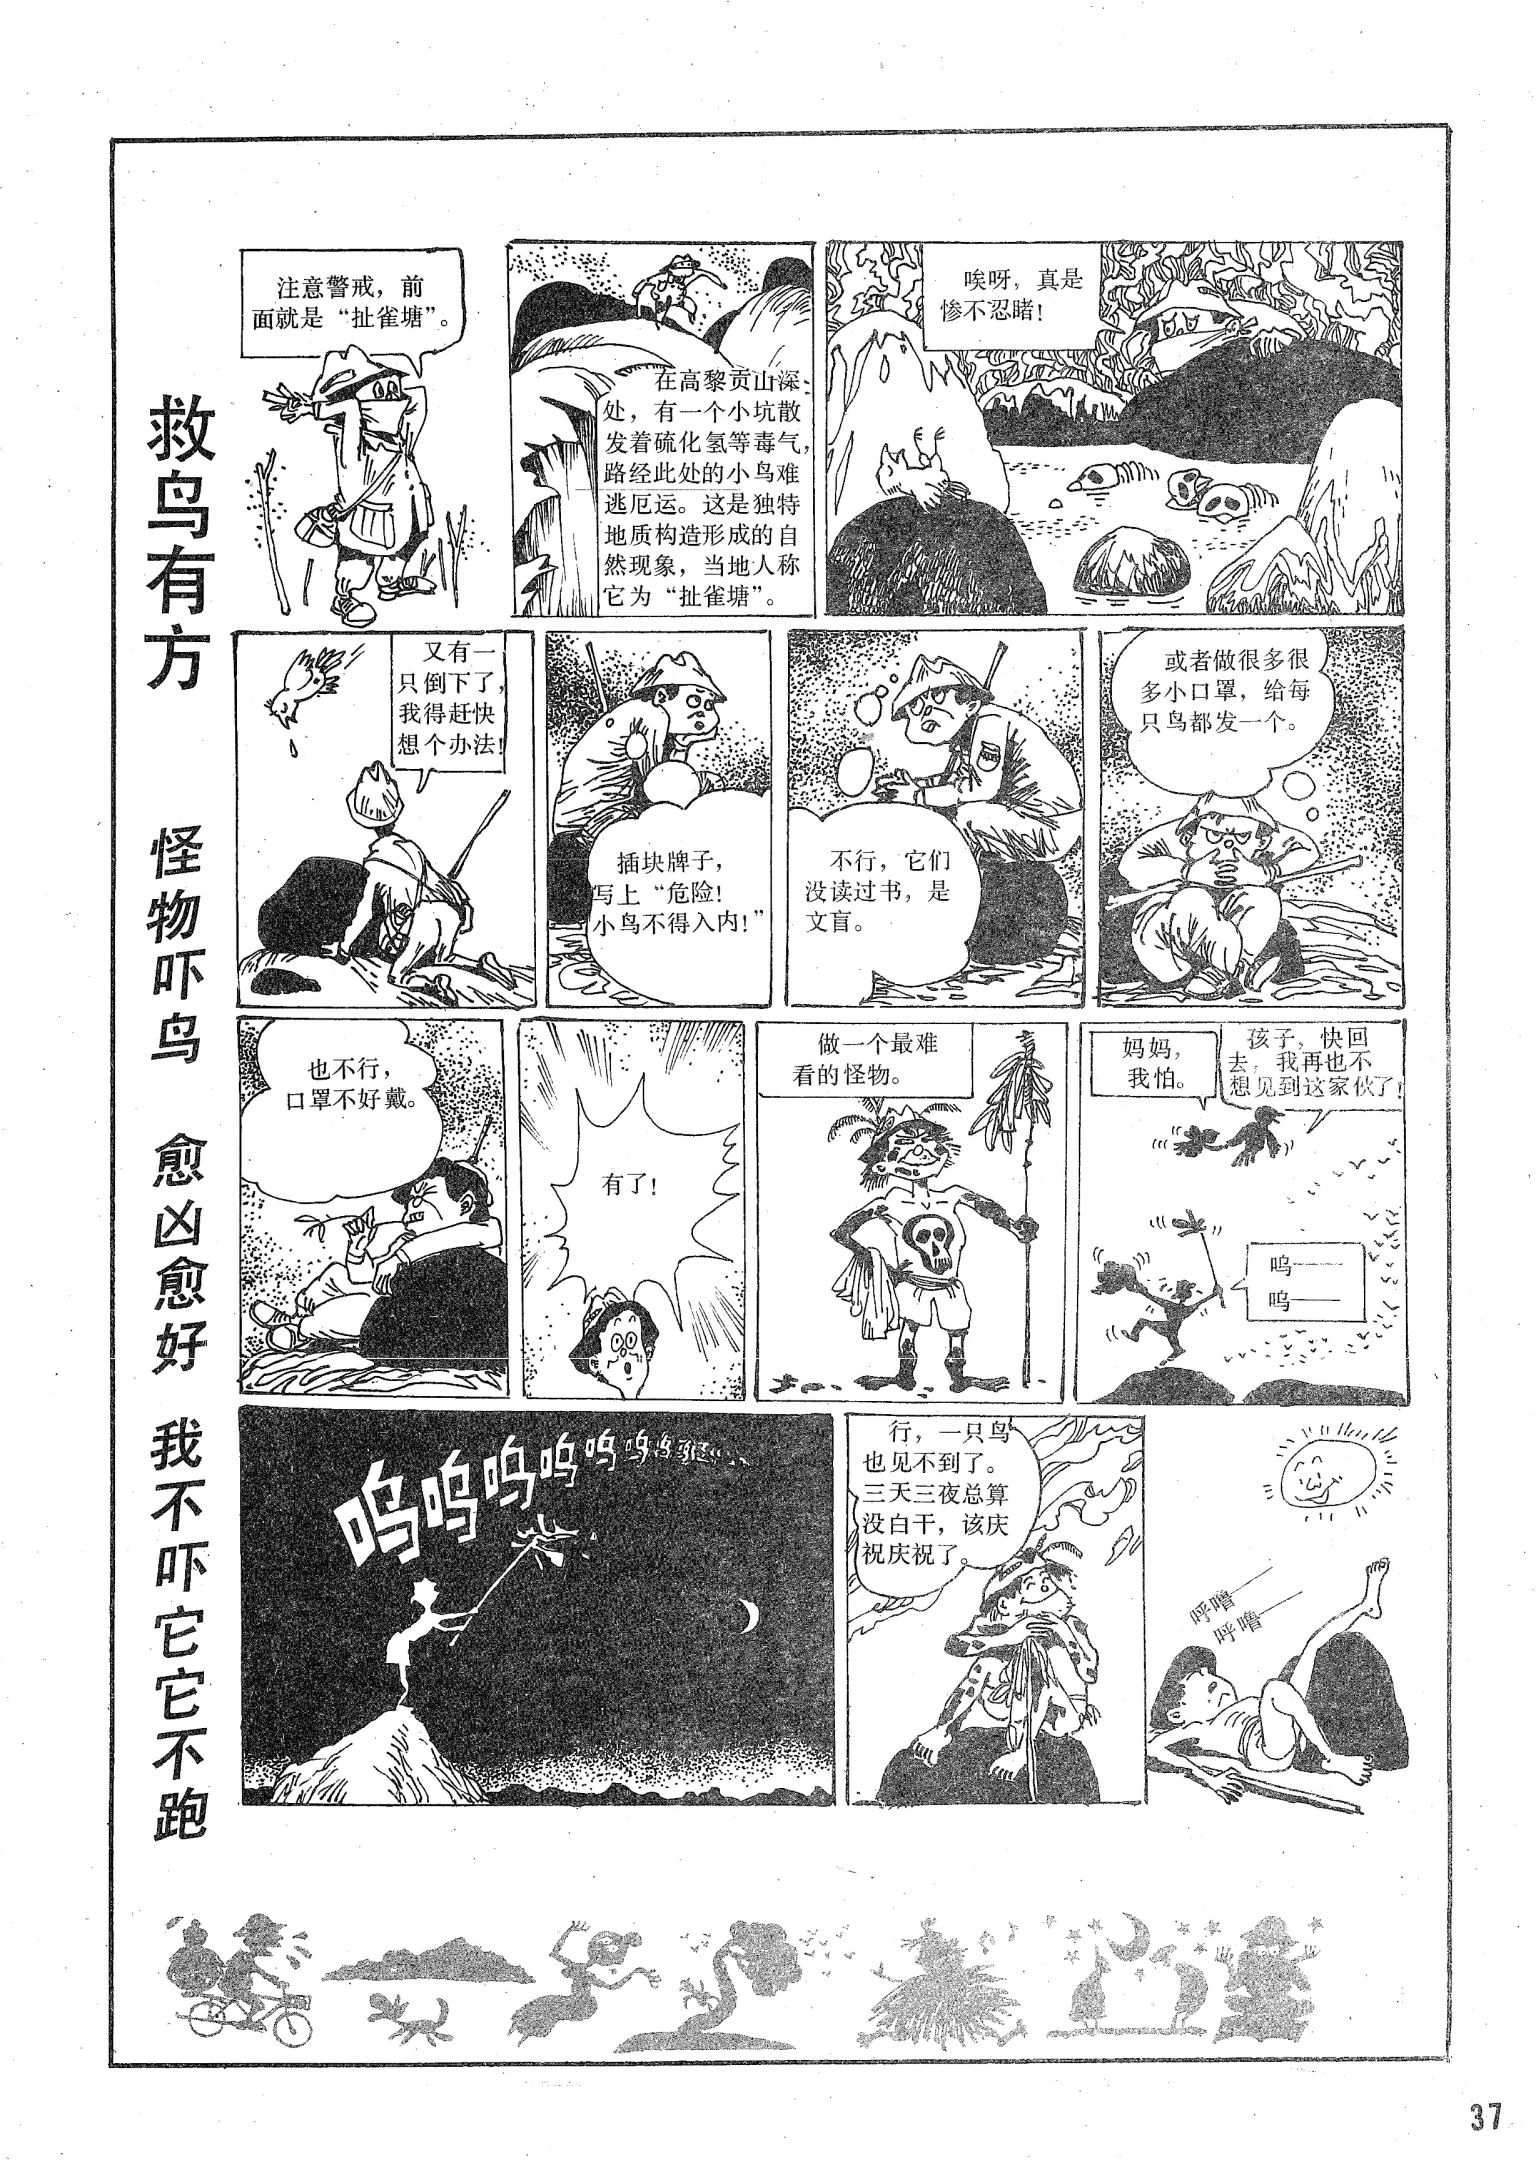 救鸟有方
怪物吓鸟 愈凶愈好 我不吓它它不跑
注意警戒，前
面就是“扯雀塘”。
在高黎贡山深
处，有一个小坑散
发着硫化氢等毒气，
路经此处的小鸟难
逃厄运。这是独特
地质构造形成的自
然现象，当地人称
它为“扯雀塘”。
唉呀，真是
惨不忍睹！
又有一
只倒下了，
我得赶快
想个办法！
插块牌子，
写上“危险！
小鸟不得入内！”
不行，它们
没读过书，是
文盲。
或者做很多很
多小口罩，给每
只鸟都发一个。
也不行，
口罩不好戴。
有了！
做一个最难
看的怪物。
妈妈，
我怕。
孩子，快回
去，我再也不
想见到这家伙了！
呜——
呜——
呜呜呜呜呜呜呜呜
行，一只鸟
也见不到了。
三天三夜总算
没白干，该庆
祝庆祝了。
呼噜——
呼噜——
37